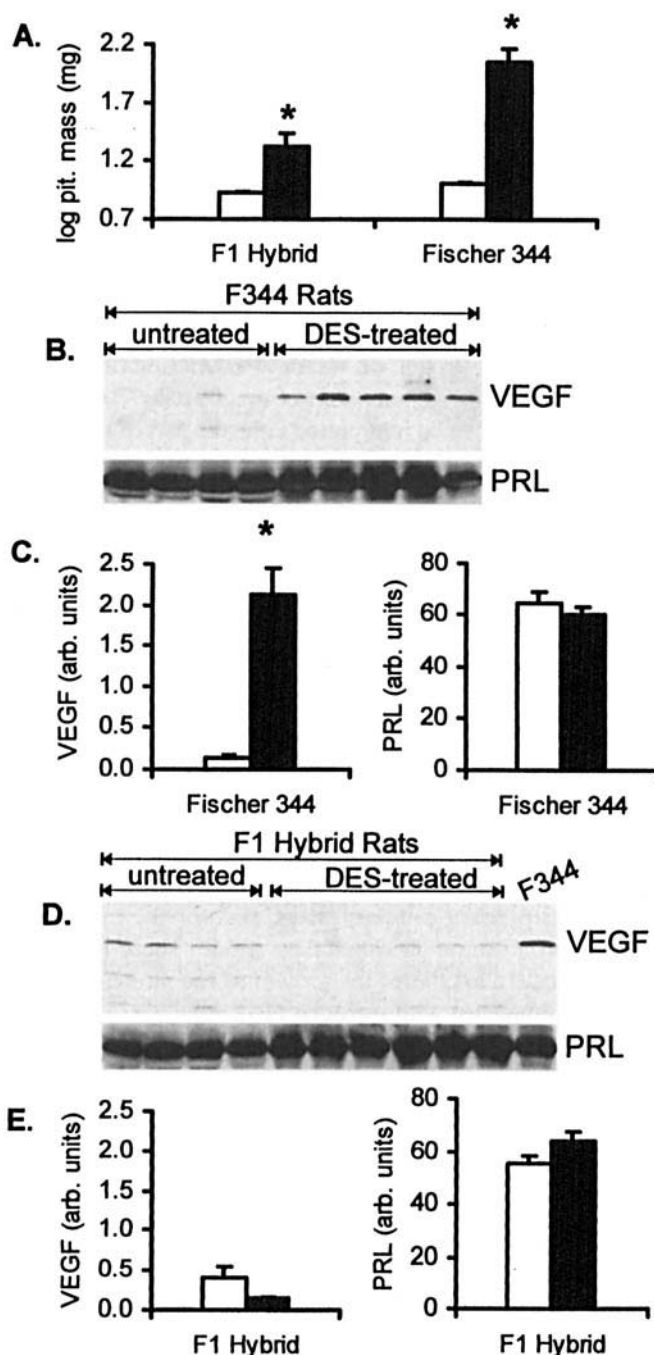 A.
log pit. mass (mg)
2.2
1.7
1.2
0.7
*
*
F1 Hybrid
Fischer 344
F344 Rats
untreated
DES-treated
B.
VEGF
PRL
C.
VEGF (arb. units)
2.5
2.0
1.5
1.0
0.5
0.0
*
Fischer 344
PRL (arb. units)
80
60
40
20
0
Fischer 344
F1 Hybrid Rats
untreated
DES-treated
F344
D.
VEGF
PRL
E.
VEGF (arb. units)
2.5
2.0
1.5
1.0
0.5
0.0
F1 Hybrid
PRL (arb. units)
80
60
40
20
0
F1 Hybrid